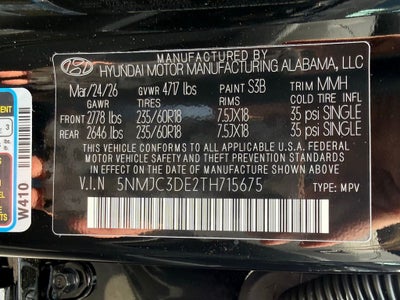 MANUFACTURED BY
HYUNDAI MOTOR MANUFACTURING ALABAMA, LLC
Mar/24/26 GVWR 4717 lbs PAINT S3B TRIM MMH
GAWR TIRES RIMS COLD TIRE INFL
FRONT 2778 lbs 235/60R18 7.5JX18 35 psi SINGLE
REAR 2646 lbs 235/60R18 7.5JX18 35 psi SINGLE
THIS VEHICLE CONFORMS TO ALL APPLICABLE U.S.A. FEDERAL
MOTOR VEHICLE SAFETY AND THEFT PREVENTION STANDARDS
IN EFFECT ON THE DATE OF MANUFACTURE SHOWN ABOVE.
V.I.N 5NMJC3DE2TH715675 TYPE: MPV
W410
3